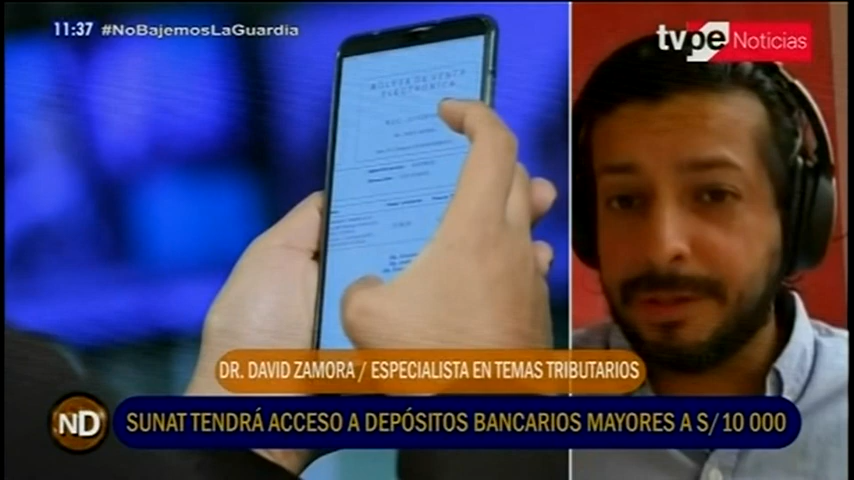 11:37 #NoBajemosLaGuardia
tvpe Noticias
BOLETA DE VENTA
ELECTRONICA
DR. DAVID ZAMORA / ESPECIALISTA EN TEMAS TRIBUTARIOS
ND SUNAT TENDRÁ ACCESO A DEPÓSITOS BANCARIOS MAYORES A S/ 10 000